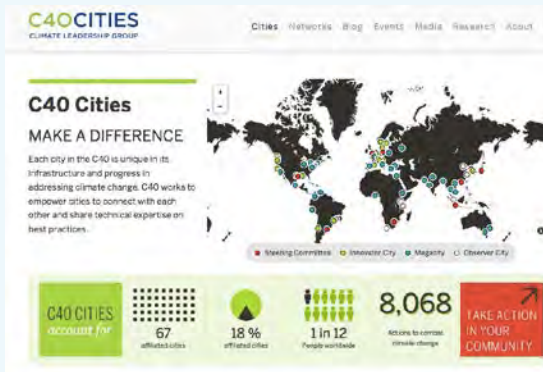 C40CITIES
CLIMATE LEADERSHIP GROUP
Cities Networks Blog Events Media Research About
C40 Cities
MAKE A DIFFERENCE
Each city in the C40 is unique in its
infrastructure and progress in
addressing climate change. C40 works to
empower cities to connect with each
other and share technical expertise on
best practices.
+
-
Steering Committee Innovator City Megacity Observer City
C40 CITIES
account for
67
affiliated cities
18 %
affiliated cities
1 in 12
People worldwide
8,068
Actions to combat
climate change
TAKE ACTION
IN YOUR
COMMUNITY